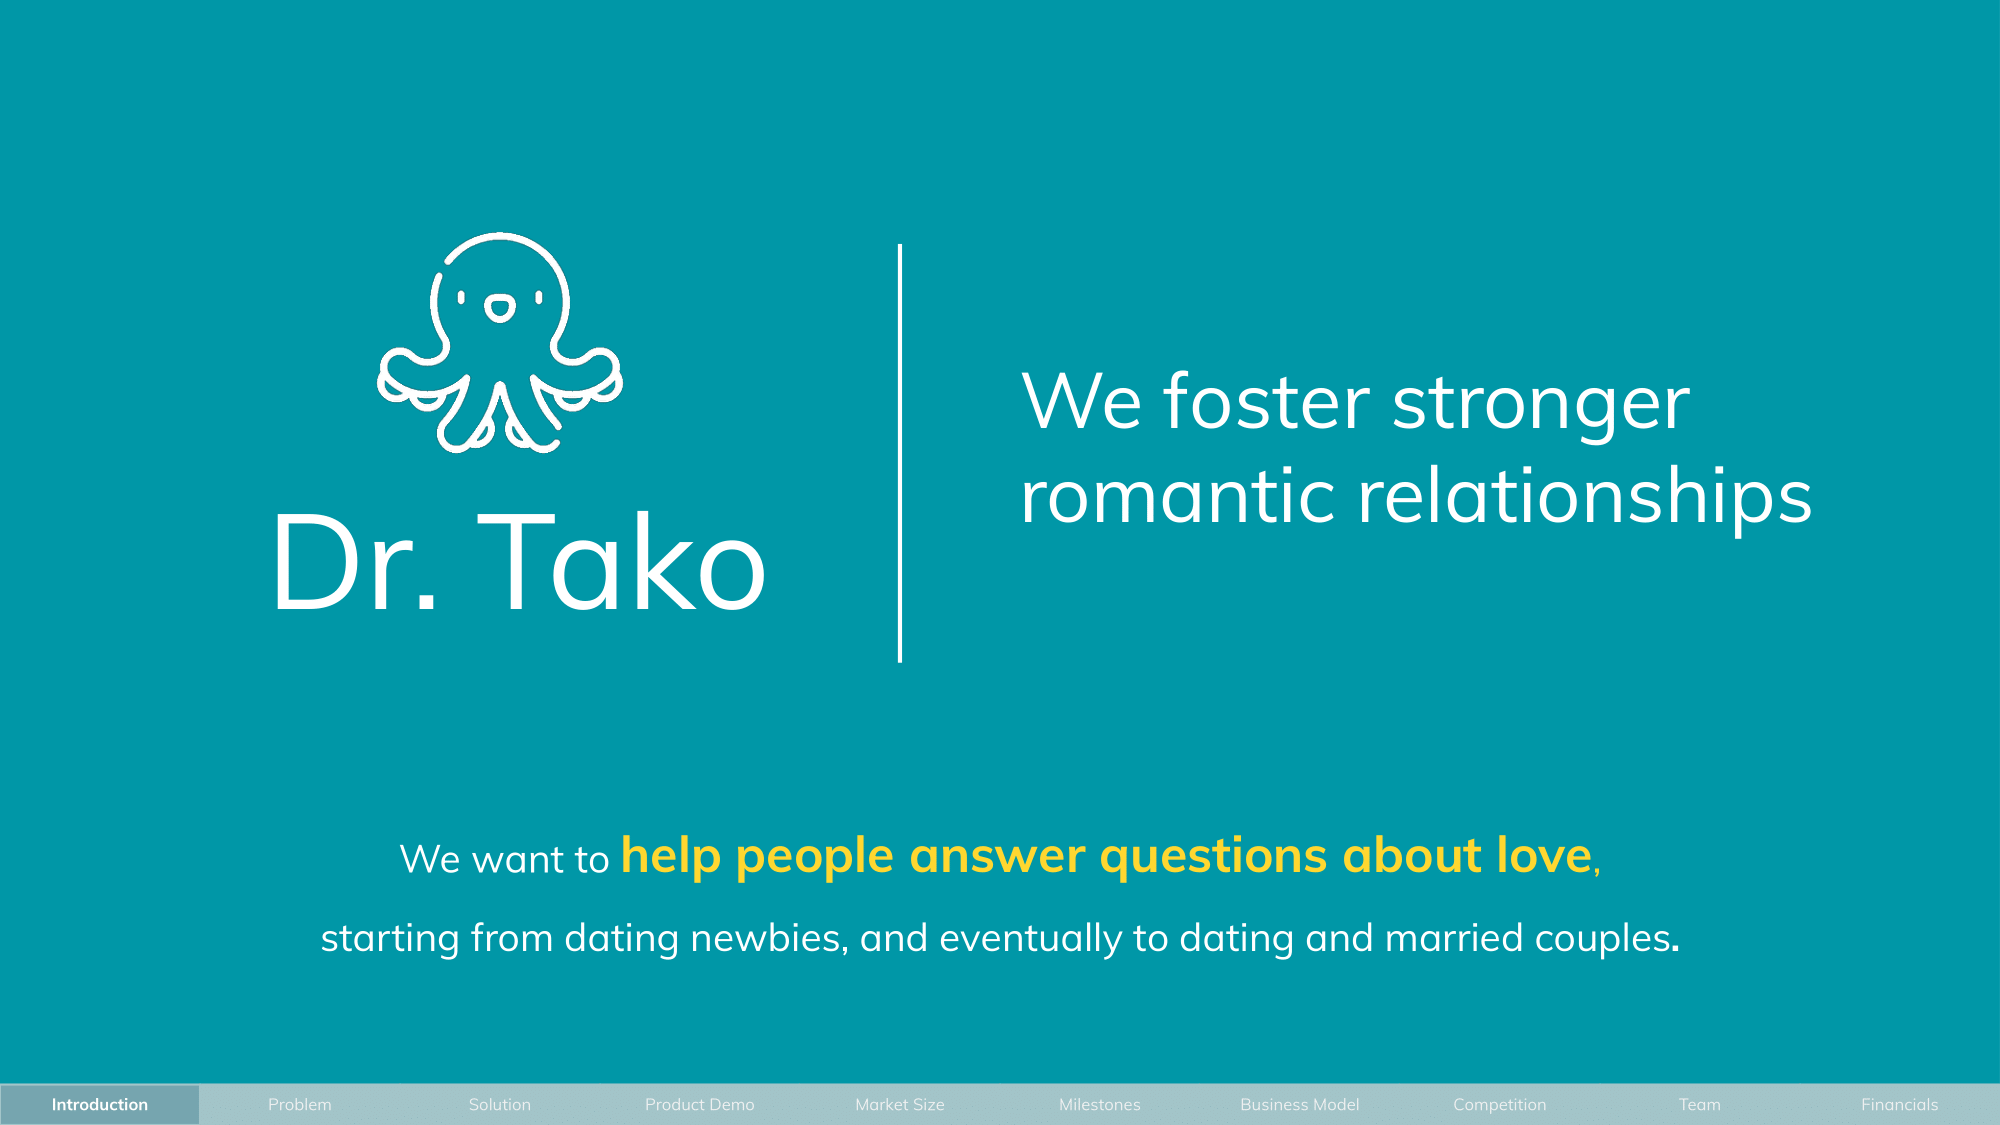 Dr. Tako
We foster stronger
romantic relationships
We want to help people answer questions about love,
starting from dating newbies, and eventually to dating and married couples.
Introduction
Problem
Solution
Product Demo
Market Size
Milestones
Business Model
Competition
Team
Financials